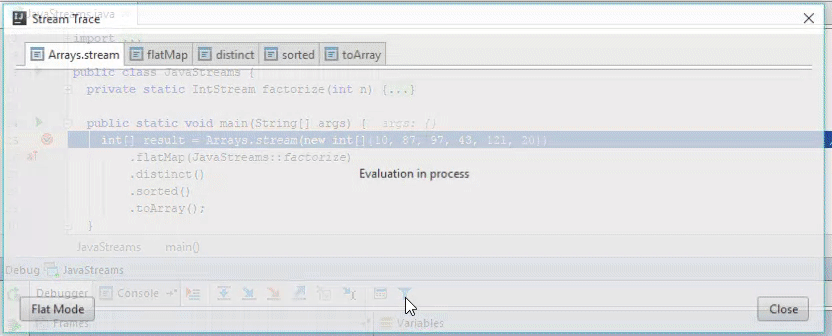 JavaStreams.java
Stream Trace
import ...
Arrays.stream flatMap distinct sorted toArray
public class JavaStreams {
private static IntStream factorize(int n) {...}
public static void main(String[] args) { args: {}
int[] result = Arrays.stream(new int[]{10, 87, 97, 43, 121, 20})
.flatMap(JavaStreams::factorize)
.distinct()
Evaluation in process
.sorted()
.toArray();
}
JavaStreams main()
Debug JavaStreams
Debugger Console
Flat Mode Close
Frames Variables